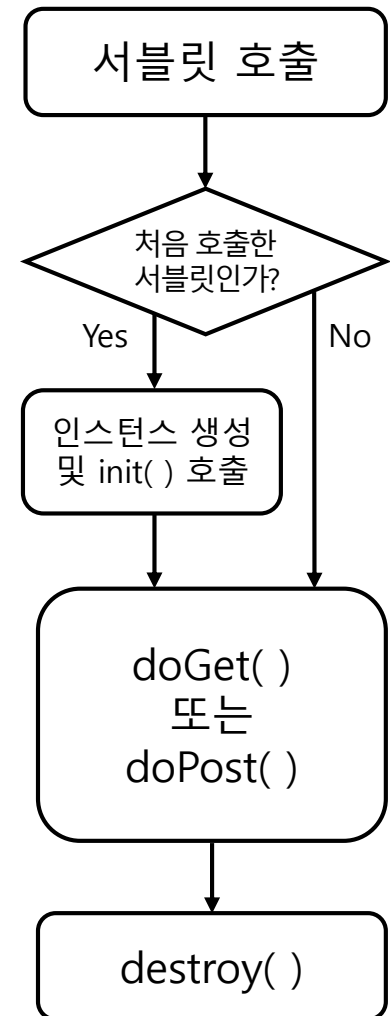 서블릿 호출
처음 호출한
서블릿인가?
Yes
No
인스턴스 생성
및 init( ) 호출
doGet( )
또는
doPost( )
destroy( )